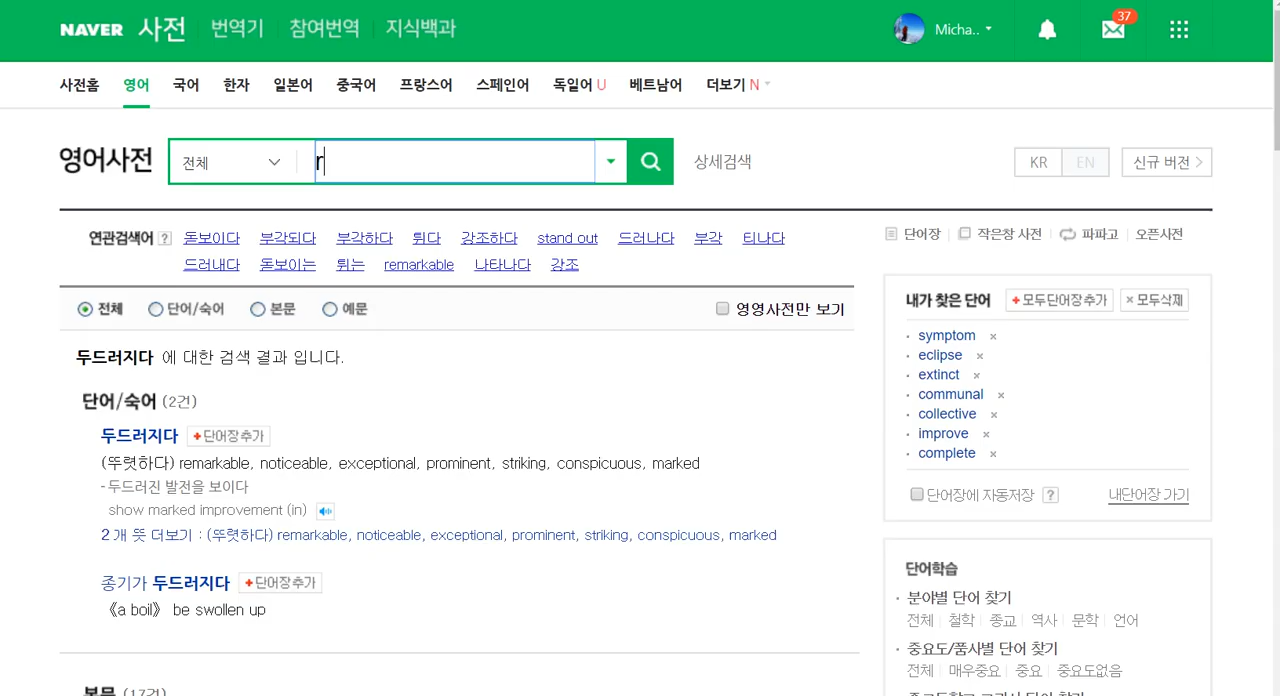 NAVER 사전 번역기 참여번역 지식백과 Micha.. 37
사전홈 영어 국어 한자 일본어 중국어 프랑스어 스페인어 독일어 U 베트남어 더보기 N
영어사전 전체 r 상세검색 KR EN 신규 버전
연관검색어 ? 돋보이다 부각되다 부각하다 튀다 강조하다 stand out 드러나다 부각 티나다
드러내다 돋보이는 튀는 remarkable 나타나다 강조
단어장 작은창 사전 파파고 오픈사전
전체 단어/숙어 본문 예문 영영사전만 보기
두드러지다 에 대한 검색 결과 입니다.
단어/숙어 (2건)
두드러지다 +단어장추가
(뚜렷하다) remarkable, noticeable, exceptional, prominent, striking, conspicuous, marked
-두드러진 발전을 보이다
show marked improvement (in)
2 개 뜻 더보기 : (뚜렷하다) remarkable, noticeable, exceptional, prominent, striking, conspicuous, marked
종기가 두드러지다 +단어장추가
《a boil》 be swollen up
본문 (17건)
내가 찾은 단어 +모두단어장추가 ×모두삭제
· symptom ×
· eclipse ×
· extinct ×
· communal ×
· collective ×
· improve ×
· complete ×
단어장에 자동저장 ? 내단어장 가기
단어학습
· 분야별 단어 찾기
전체 철학 종교 역사 문학 언어
· 중요도/품사별 단어 찾기
전체 매우중요 중요 중요도없음